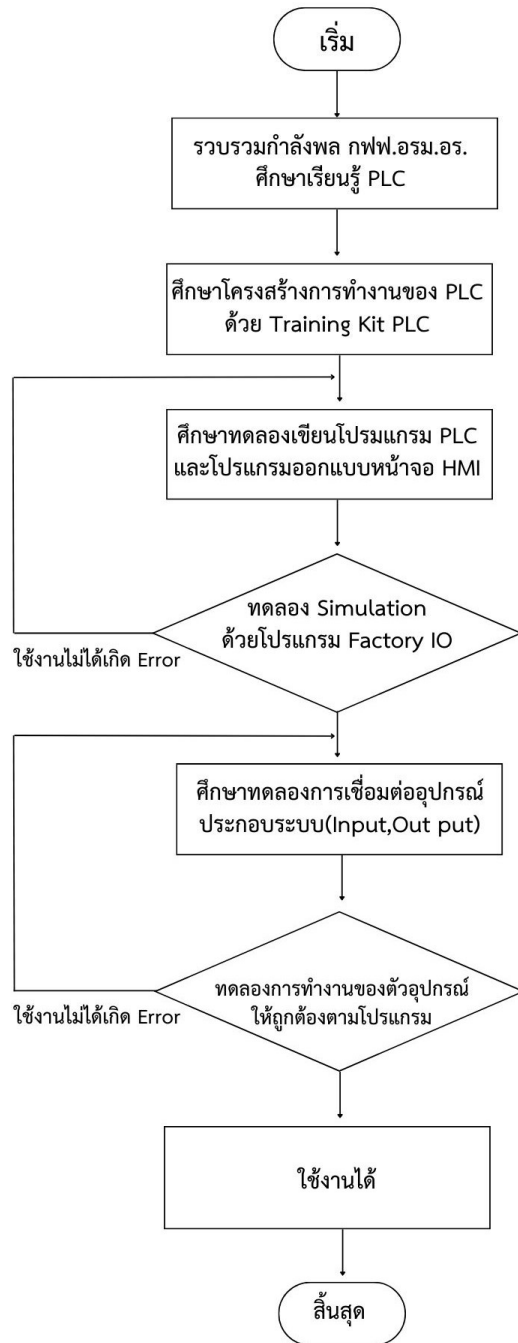 เริ่ม
รวบรวมกำลังพล กฟฟ.อรม.อร.
ศึกษาเรียนรู้ PLC
ศึกษาโครงสร้างการทำงานของ PLC
ด้วย Training Kit PLC
ศึกษาทดลองเขียนโปรมแกรม PLC
และโปรแกรมออกแบบหน้าจอ HMI
ทดลอง Simulation
ด้วยโปรแกรม Factory IO
ใช้งานไม่ได้เกิด Error
ศึกษาทดลองการเชื่อมต่ออุปกรณ์
ประกอบระบบ(Input,Out put)
ทดลองการทำงานของตัวอุปกรณ์
ให้ถูกต้องตามโปรแกรม
ใช้งานไม่ได้เกิด Error
ใช้งานได้
สิ้นสุด